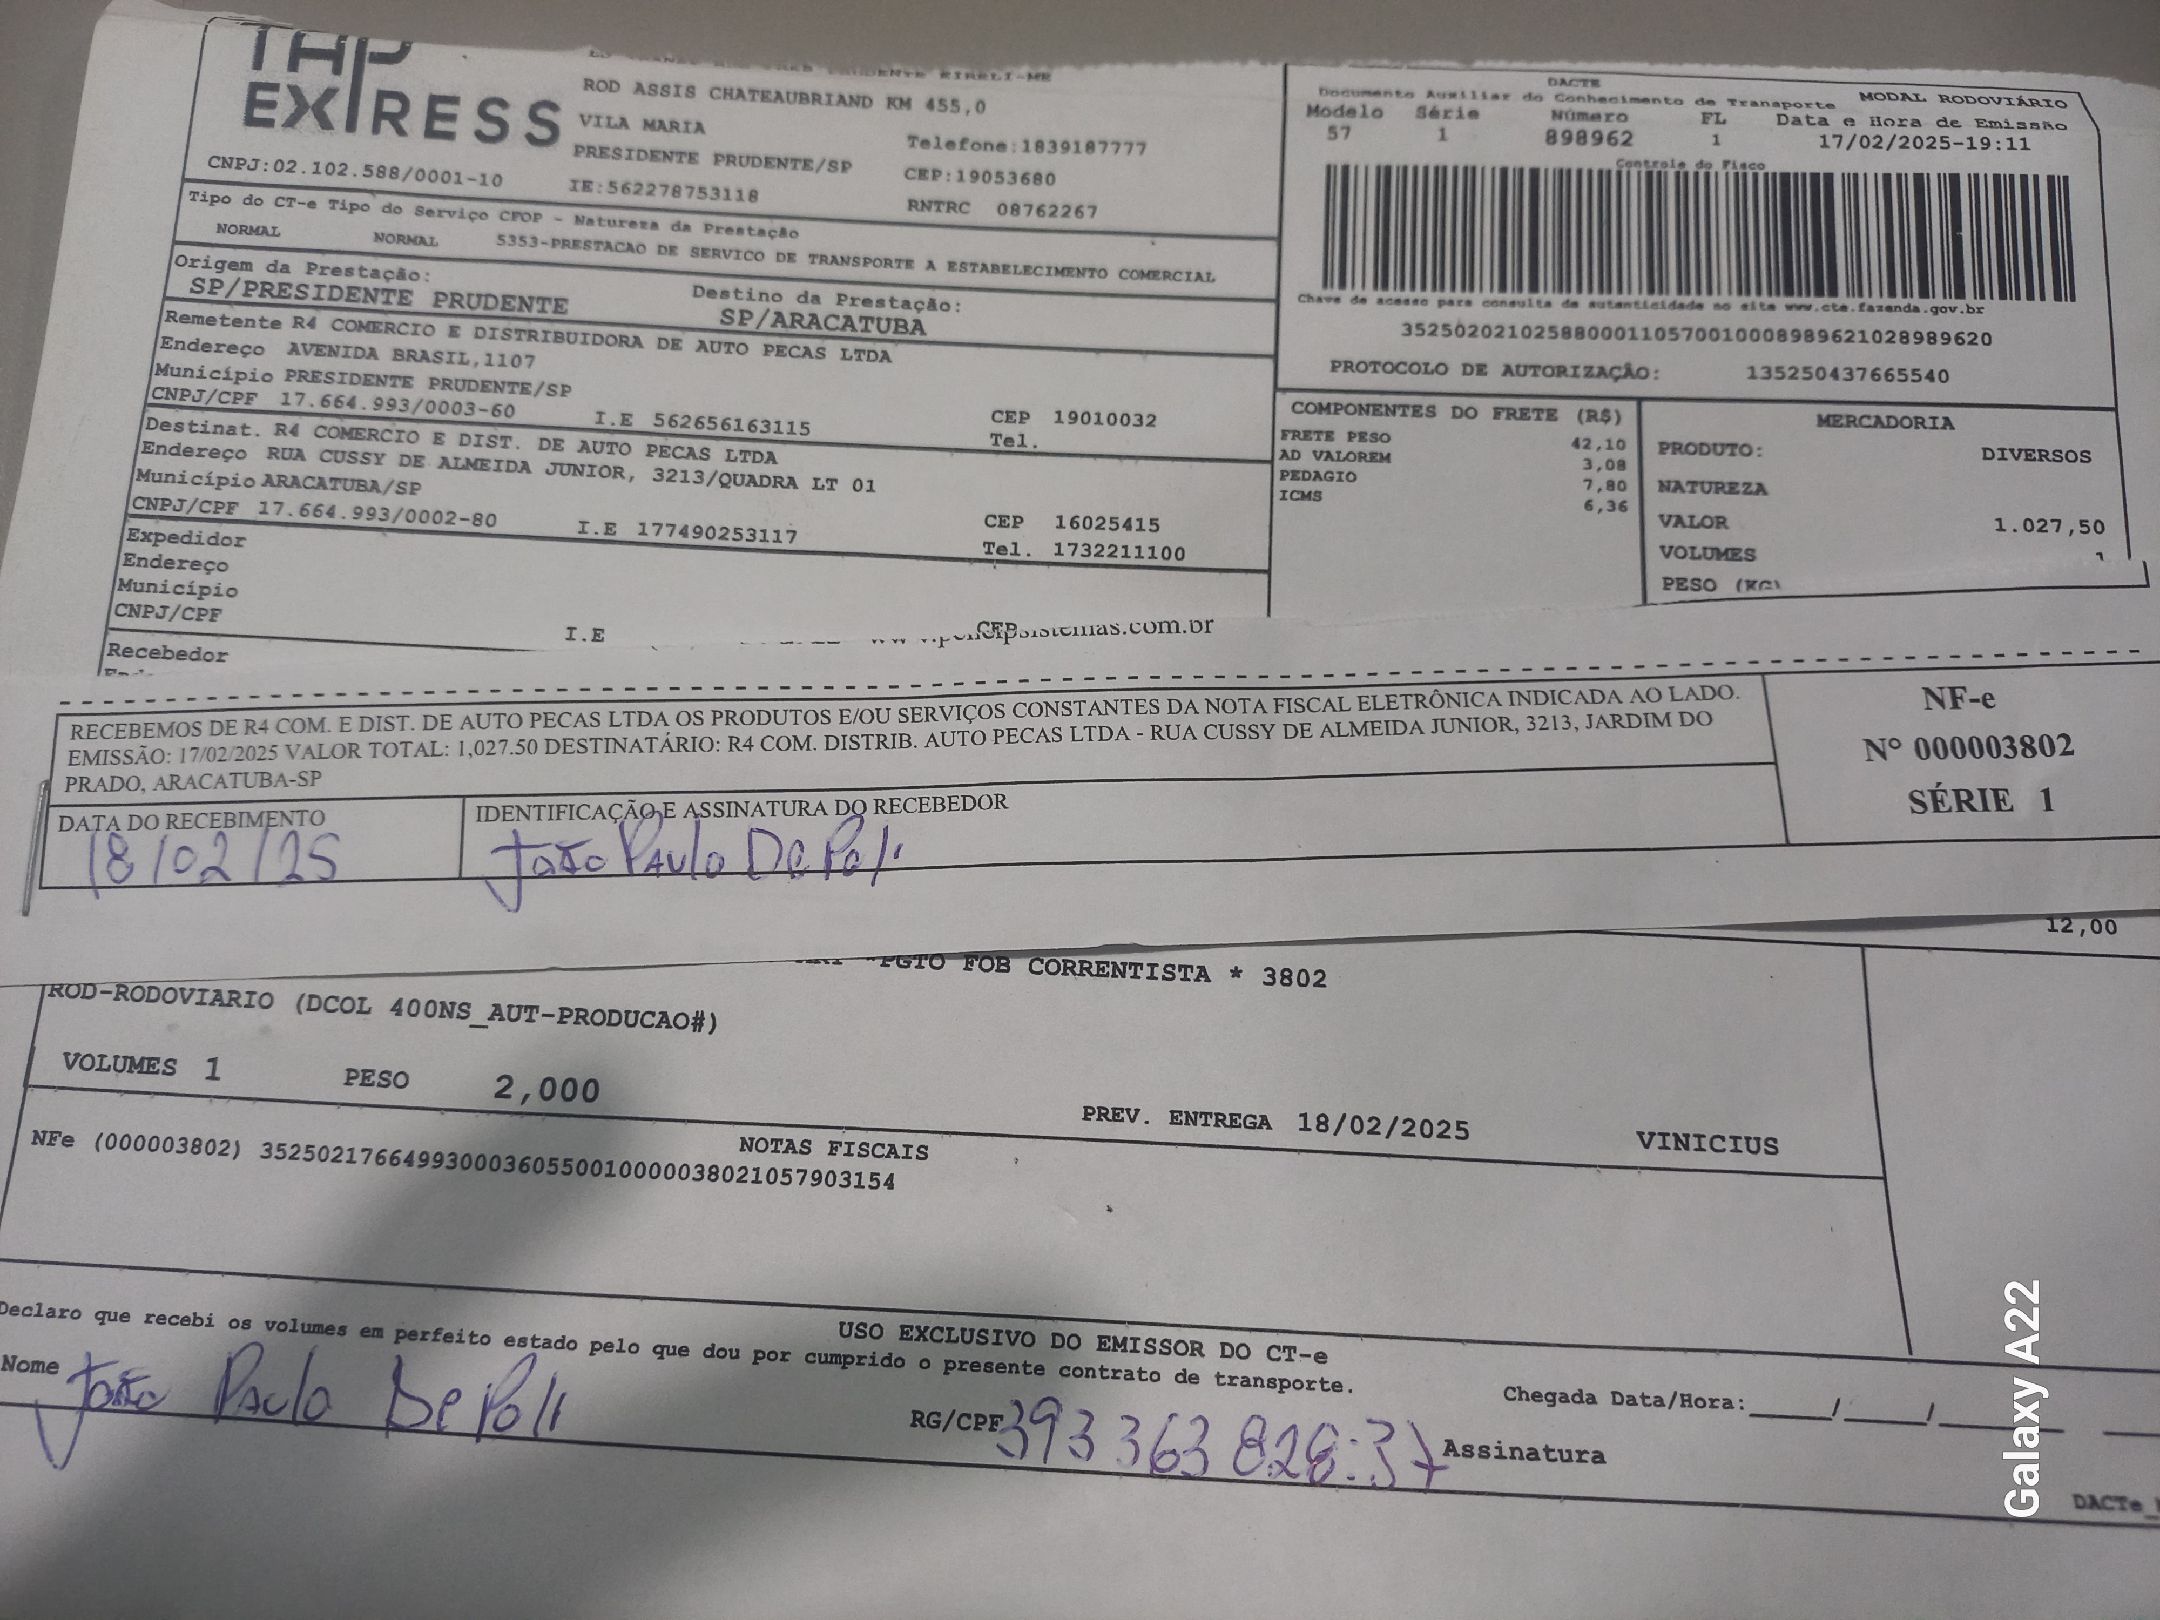 TAP
EXPRESS
PRUDENTE EIRELI-ME
ROD ASSIS CHATEAUBRIAND KM 455,0
VILA MARIA
Telefone:1839187777
PRESIDENTE PRUDENTE/SP
CEP:19053680
CNPJ:02.102.588/0001-10
IE:562278753118
RNTRC 08762267
Tipo do CT-e Tipo do Serviço CFOP - Natureza da Prestação
NORMAL NORMAL 5353-PRESTACAO DE SERVICO DE TRANSPORTE A ESTABELECIMENTO COMERCIAL
Origem da Prestação:
SP/PRESIDENTE PRUDENTE
Destino da Prestação:
SP/ARACATUBA
Remetente R4 COMERCIO E DISTRIBUIDORA DE AUTO PECAS LTDA
Endereço AVENIDA BRASIL,1107
Município PRESIDENTE PRUDENTE/SP
CNPJ/CPF 17.664.993/0003-60 I.E 562656163115
CEP 19010032
Tel.
Destinat. R4 COMERCIO E DIST. DE AUTO PECAS LTDA
Endereço RUA CUSSY DE ALMEIDA JUNIOR, 3213/QUADRA LT 01
Município ARACATUBA/SP
CNPJ/CPF 17.664.993/0002-80 I.E 177490253117
CEP 16025415
Tel. 1732211100
Expedidor
Endereço
Município
CNPJ/CPF
I.E
CEP
Recebedor
DACTE
Documento Auxiliar do Conhecimento de Transporte MODAL RODOVIÁRIO
Modelo Série Número FL Data e Hora de Emissão
57 1 898962 1 17/02/2025-19:11
Controle do Fisco
Chave de acesso para consulta de autenticidade no site www.cte.fazenda.gov.br
35250202102588000110570010008989621028989620
PROTOCOLO DE AUTORIZAÇÃO: 135250437665540
COMPONENTES DO FRETE (R$)
FRETE PESO 42,10
AD VALOREM 3,08
PEDAGIO 7,80
ICMS 6,36
MERCADORIA
PRODUTO: DIVERSOS
NATUREZA
VALOR 1.027,50
VOLUMES 1
PESO (KG)
sistemas.com.br
RECEBEMOS DE R4 COM. E DIST. DE AUTO PECAS LTDA OS PRODUTOS E/OU SERVIÇOS CONSTANTES DA NOTA FISCAL ELETRÔNICA INDICADA AO LADO.
EMISSÃO: 17/02/2025 VALOR TOTAL: 1,027.50 DESTINATÁRIO: R4 COM. DISTRIB. AUTO PECAS LTDA - RUA CUSSY DE ALMEIDA JUNIOR, 3213, JARDIM DO
PRADO, ARACATUBA-SP
NF-e
Nº 000003802
SÉRIE 1
DATA DO RECEBIMENTO
18/02/25
IDENTIFICAÇÃO E ASSINATURA DO RECEBEDOR
João Paulo De Poli
12,00
PGTO FOB CORRENTISTA * 3802
ROD-RODOVIARIO (DCOL 400NS_AUT-PRODUCAO#)
VOLUMES 1 PESO 2,000
PREV. ENTREGA 18/02/2025 VINICIUS
NOTAS FISCAIS
NFe (000003802) 35250217664993000360550010000038021057903154
USO EXCLUSIVO DO EMISSOR DO CT-e
Declaro que recebi os volumes em perfeito estado pelo que dou por cumprido o presente contrato de transporte.
Nome João Paulo De Poli
RG/CPF 393363828:37
Chegada Data/Hora:_____/_____/_____
Assinatura
DACTe_
Galaxy A22